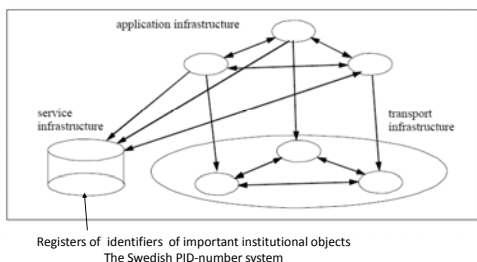 application infrastructure
service
infrastructure
transport
infrastructure
Registers of identifiers of important institutional objects
The Swedish PID-number system